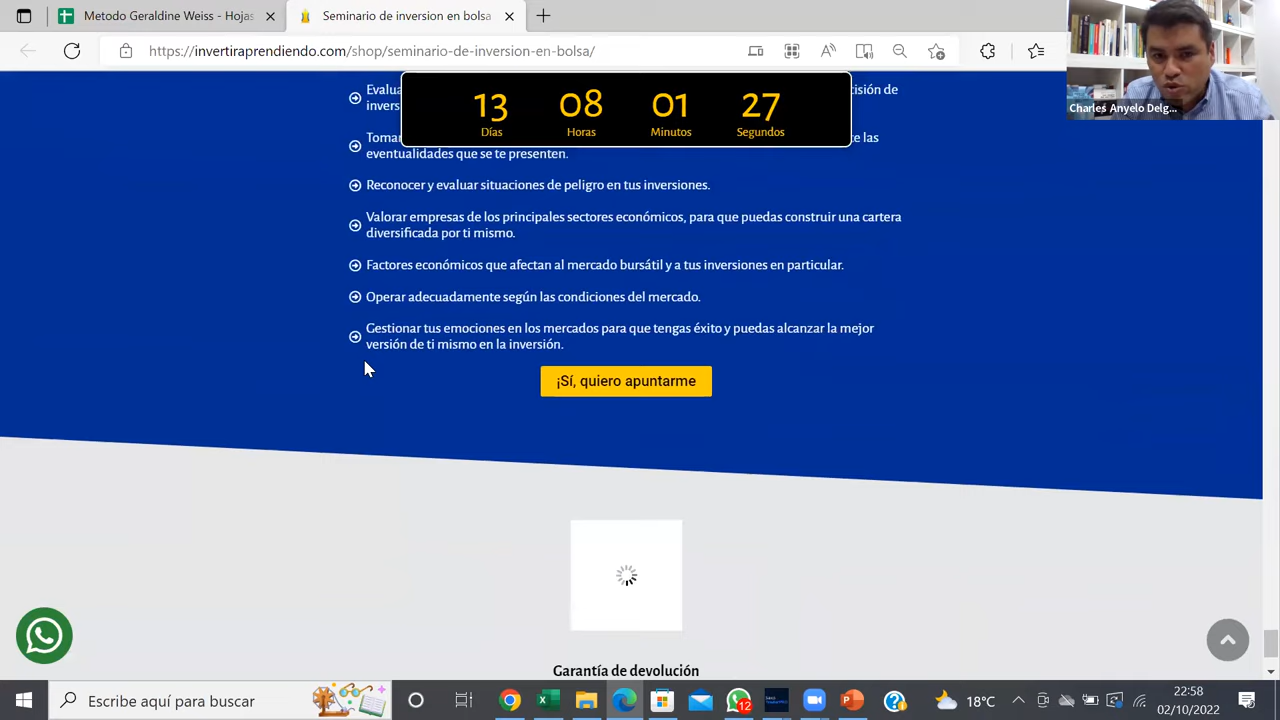 Metodo Geraldine Weiss - Hojas
Seminario de inversion en bolsa
https://invertiraprendiendo.com/shop/seminario-de-inversion-en-bolsa/
Charles Anyelo Delg...
13 08 01 27
Días Horas Minutos Segundos
cisión de
invers
Tomar
las
eventualidades que se te presenten.
Reconocer y evaluar situaciones de peligro en tus inversiones.
Valorar empresas de los principales sectores económicos, para que puedas construir una cartera
diversificada por ti mismo.
Factores económicos que afectan al mercado bursátil y a tus inversiones en particular.
Operar adecuadamente según las condiciones del mercado.
Gestionar tus emociones en los mercados para que tengas éxito y puedas alcanzar la mejor
versión de ti mismo en la inversión.
¡Sí, quiero apuntarme
Garantía de devolución
Escribe aquí para buscar
12
18°C
22:58
02/10/2022